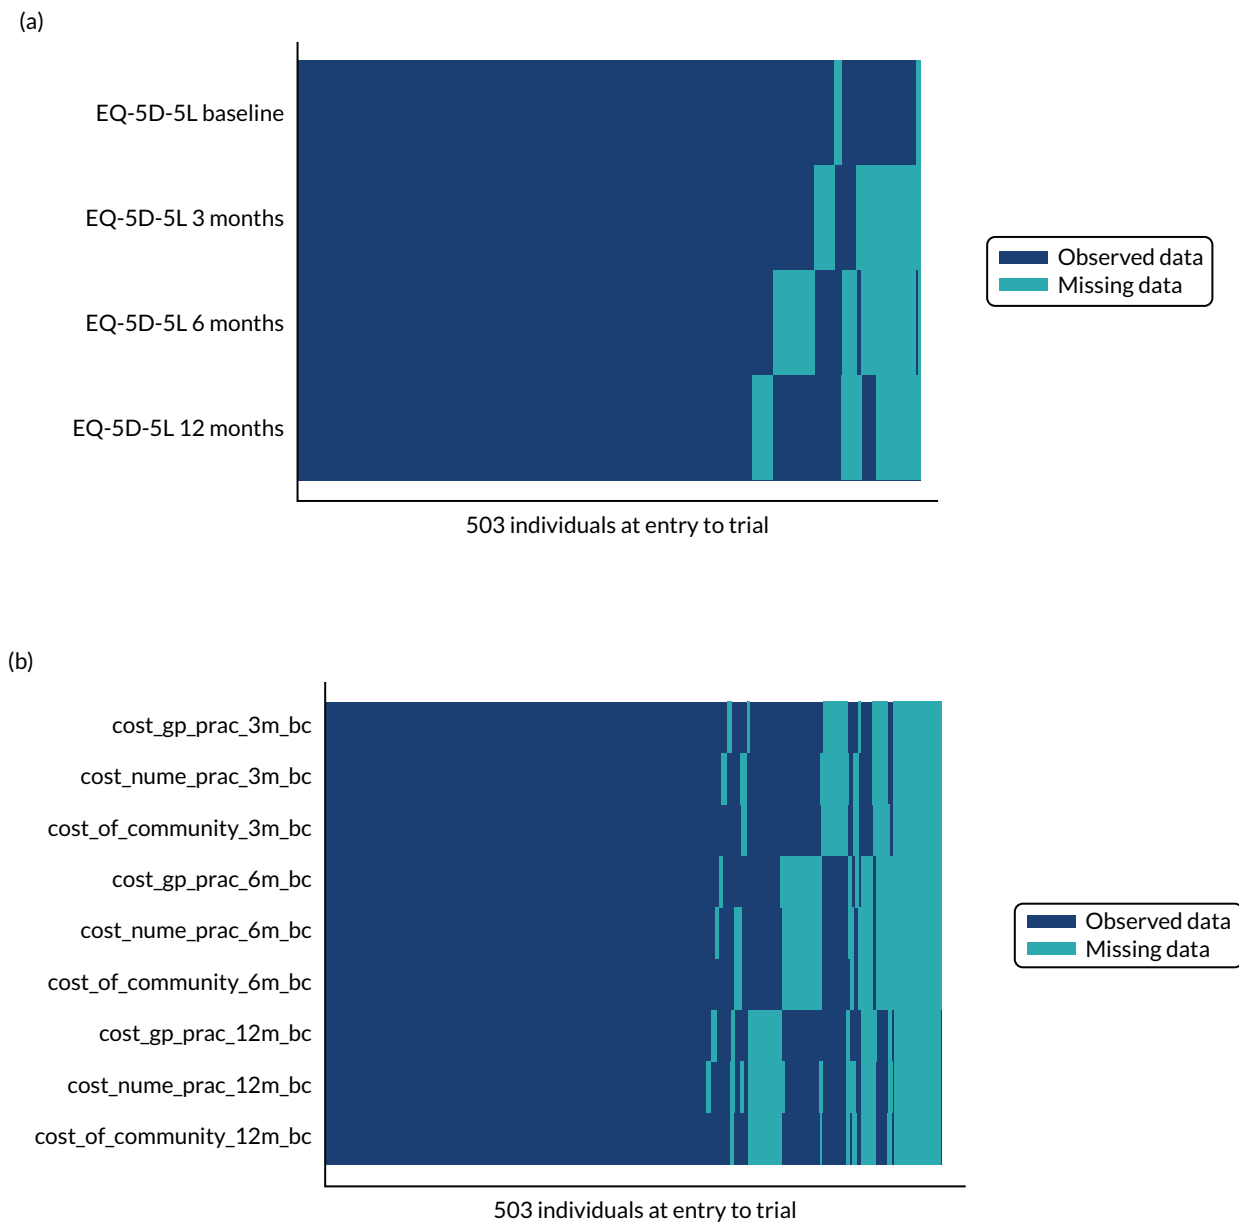 (a)
EQ-5D-5L baseline
EQ-5D-5L 3 months
EQ-5D-5L 6 months
EQ-5D-5L 12 months
503 individuals at entry to trial
Observed data
Missing data
(b)
cost_gp_prac_3m_bc
cost_nume_prac_3m_bc
cost_of_community_3m_bc
cost_gp_prac_6m_bc
cost_nume_prac_6m_bc
cost_of_community_6m_bc
cost_gp_prac_12m_bc
cost_nume_prac_12m_bc
cost_of_community_12m_bc
503 individuals at entry to trial
Observed data
Missing data